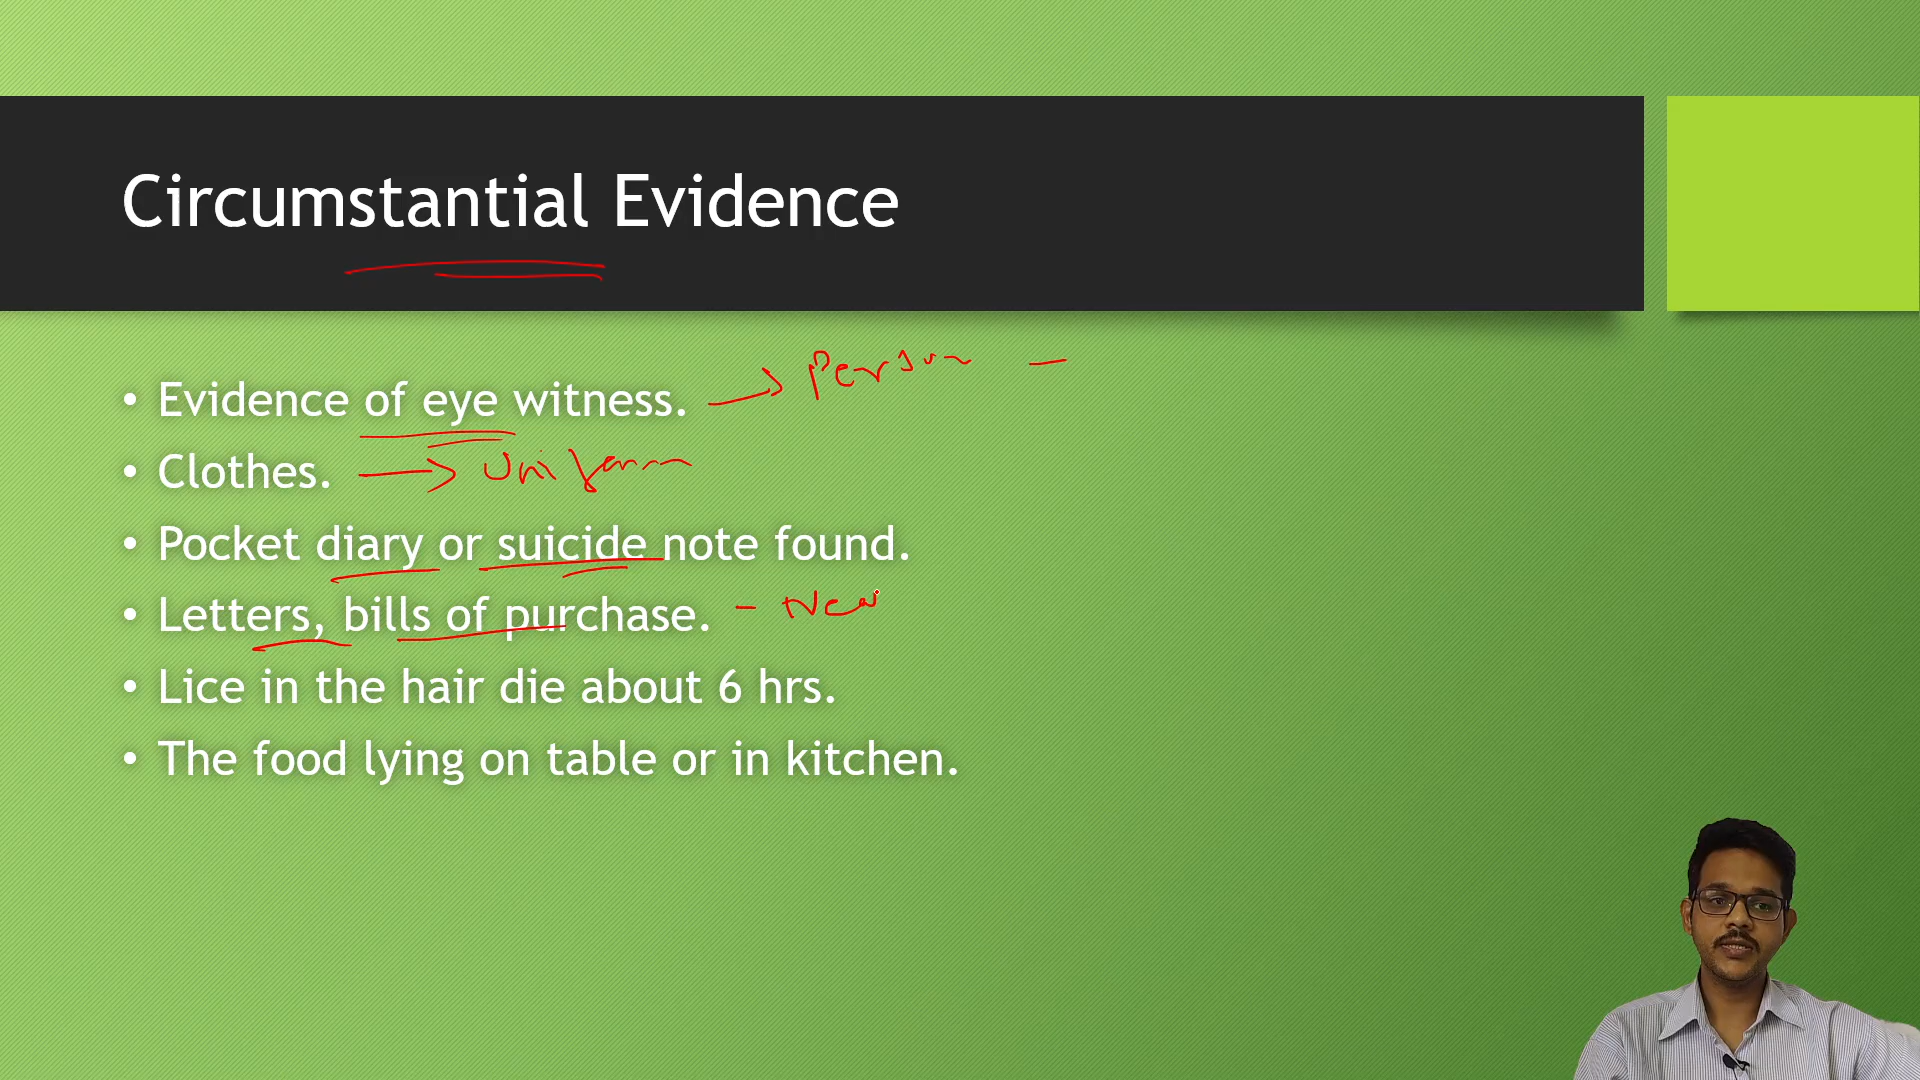 Circumstantial Evidence
• Evidence of eye witness. → Person –
• Clothes. → Uniform
• Pocket diary or suicide note found.
• Letters, bills of purchase. –
• Lice in the hair die about 6 hrs.
• The food lying on table or in kitchen.